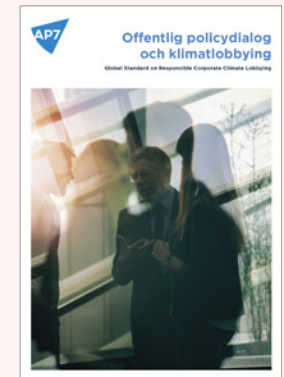 AP7
Offentlig policydialog
och klimatlobbying
Global Standard on Responsible Corporate Climate Lobbying